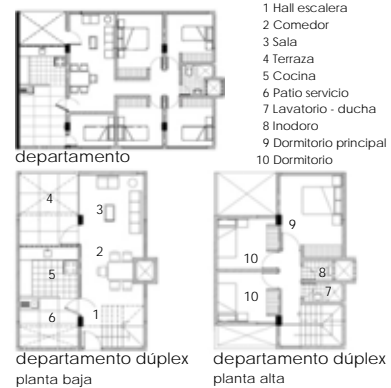 1 Hall escalera
2 Comedor
3 Sala
4 Terraza
5 Cocina
6 Patio servicio
7 Lavatorio - ducha
8 Inodoro
9 Dormitorio principal
10 Dormitorio
departamento
4
3
2
5
6
1
9
10
8
7
10
departamento dúplex
planta baja
departamento dúplex
planta alta